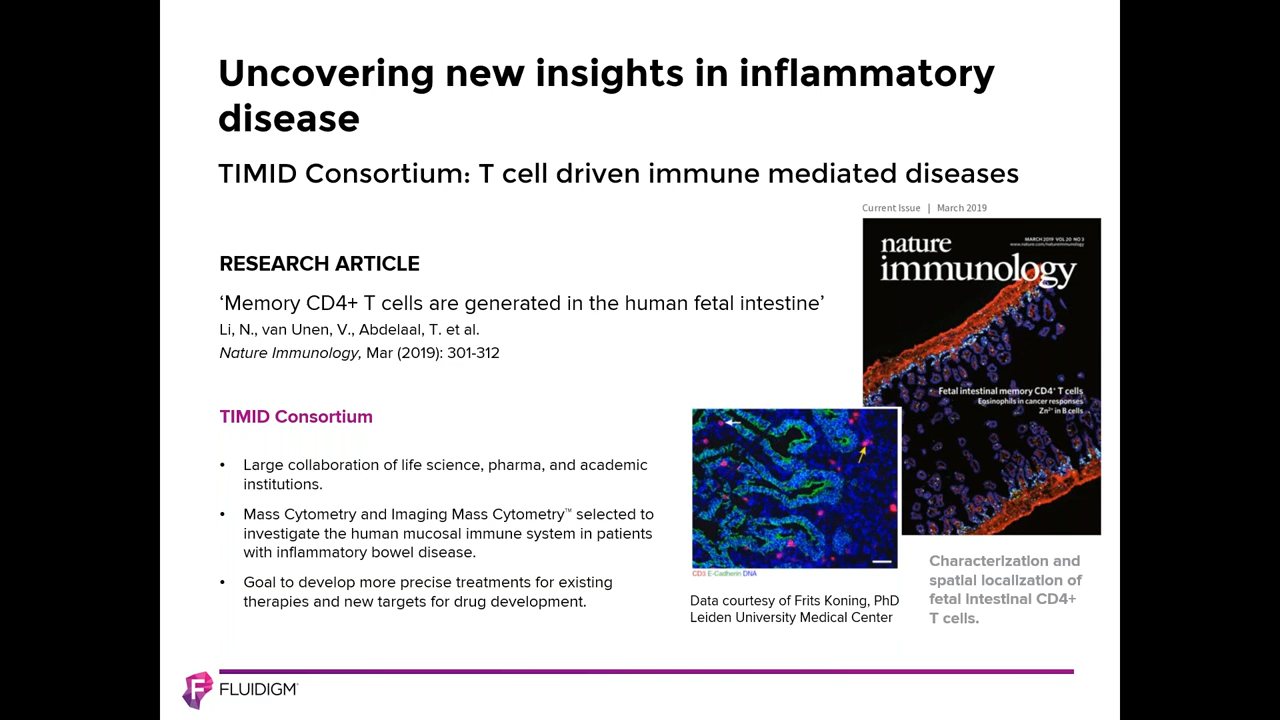 Uncovering new insights in inflammatory
disease
TIMID Consortium: T cell driven immune mediated diseases
Current Issue | March 2019
RESEARCH ARTICLE
‘Memory CD4+ T cells are generated in the human fetal intestine’
Li, N., van Unen, V., Abdelaal, T. et al.
Nature Immunology, Mar (2019): 301-312
nature
immunology
MARCH 2019 VOL 20 NO 3
www.nature.com/natureimmunology
Fetal intestinal memory CD4⁺ T cells
Eosinophils in cancer responses
Zn²⁺ in B cells
TIMID Consortium
• Large collaboration of life science, pharma, and academic
institutions.
• Mass Cytometry and Imaging Mass Cytometry™ selected to
investigate the human mucosal immune system in patients
with inflammatory bowel disease.
• Goal to develop more precise treatments for existing
therapies and new targets for drug development.
CD3 E-Cadherin DNA
Data courtesy of Frits Koning, PhD
Leiden University Medical Center
Characterization and
spatial localization of
fetal intestinal CD4+
T cells.
F FLUIDIGM®